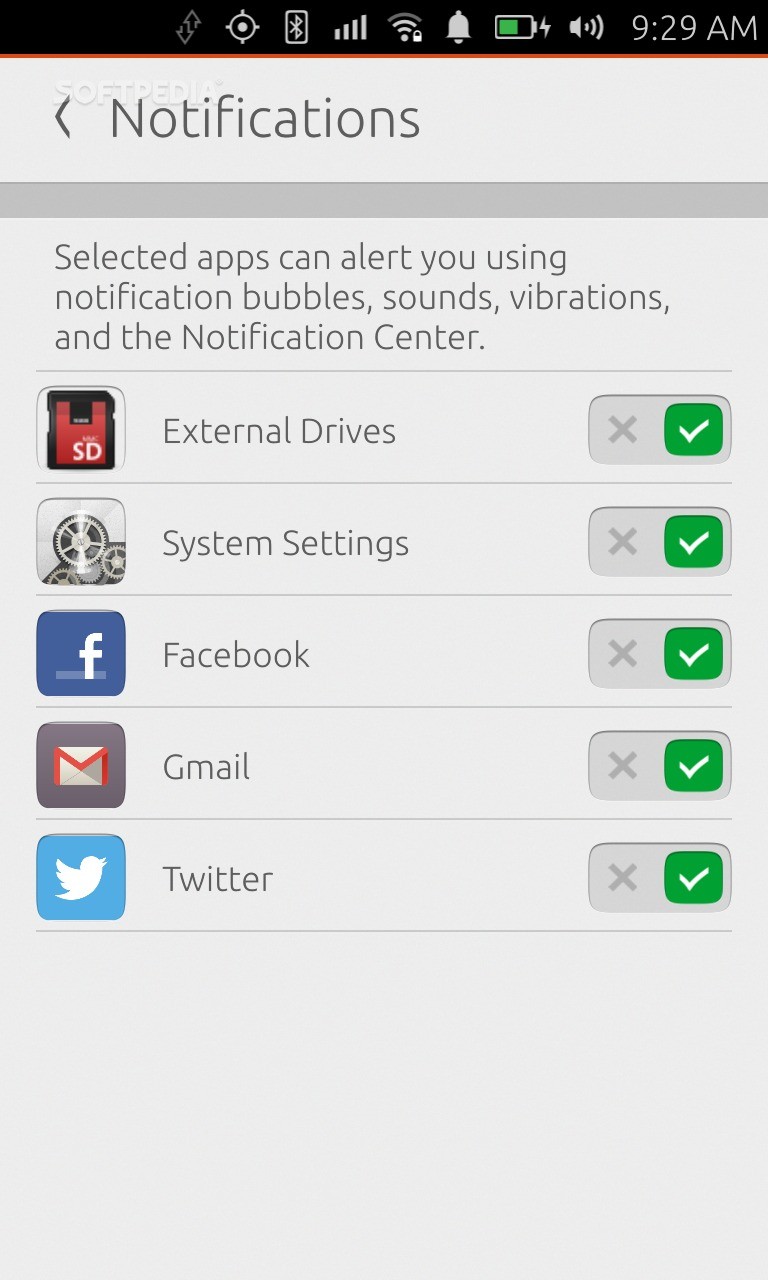 9:29 AM
SOFTPEDIA
Notifications
Selected apps can alert you using
notification bubbles, sounds, vibrations,
and the Notification Center.
MMC
SD
External Drives
System Settings
f
Facebook
Gmail
Twitter